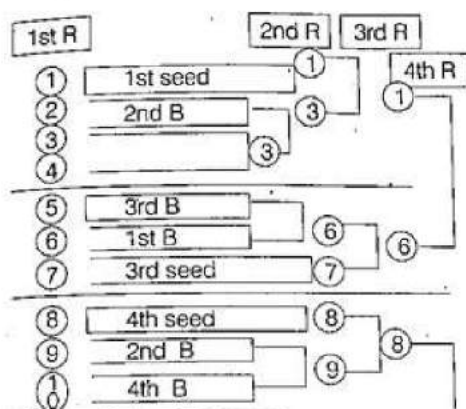 1st R 2nd R 3rd R
4th R
1 1st seed 1 1
2 2nd B 3
3 3
4
5 3rd B
6 1st B 6 6
7 3rd seed 7
8 4th seed 8 8
9 2nd B 9
10 4th B